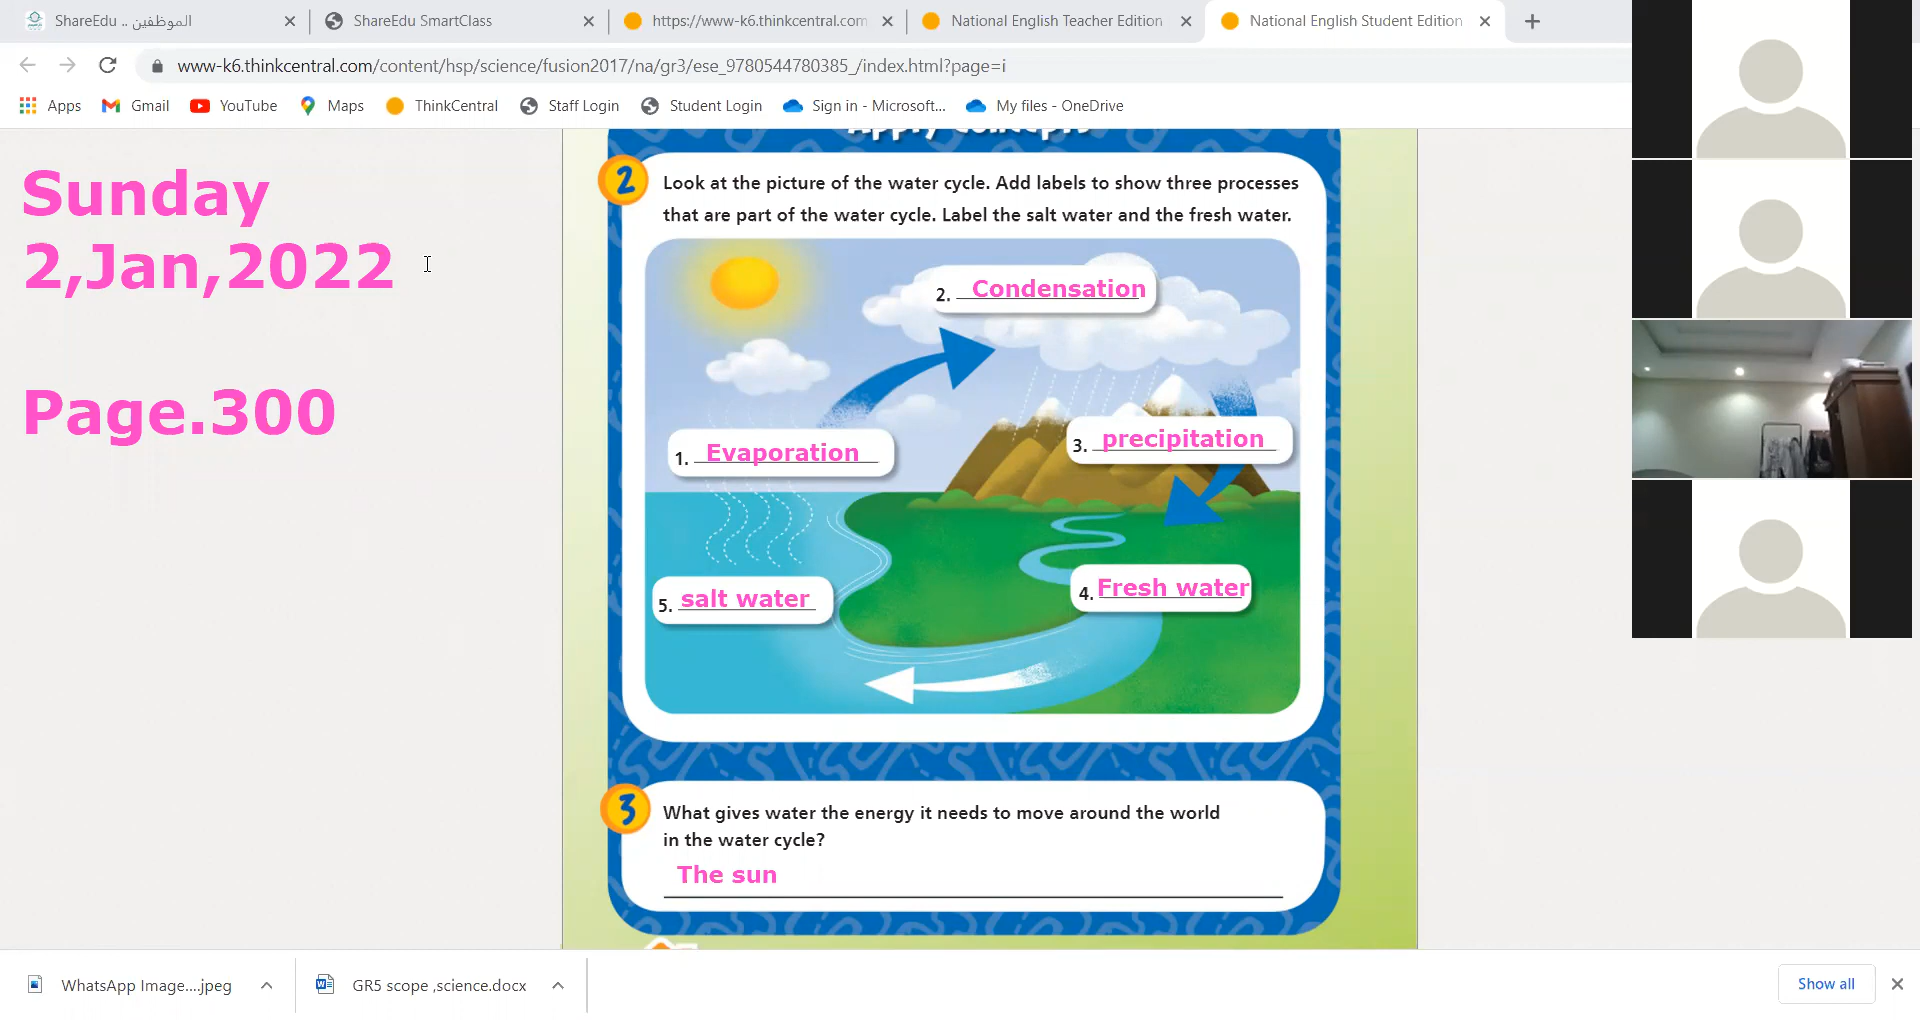 ShareEdu .. الموظفين
ShareEdu SmartClass
https://www-k6.thinkcentral.com
National English Teacher Edition
National English Student Edition
www-k6.thinkcentral.com/content/hsp/science/fusion2017/na/gr3/ese_9780544780385_/index.html?page=i
Apps
Gmail
YouTube
Maps
ThinkCentral
Staff Login
Student Login
Sign in - Microsoft...
My files - OneDrive
Sunday
2,Jan,2022
Page.300
Apply Concepts
2
Look at the picture of the water cycle. Add labels to show three processes
that are part of the water cycle. Label the salt water and the fresh water.
2. Condensation
1. Evaporation
3. precipitation
5. salt water
4. Fresh water
3
What gives water the energy it needs to move around the world
in the water cycle?
The sun
WhatsApp Image....jpeg
GR5 scope ,science.docx
Show all